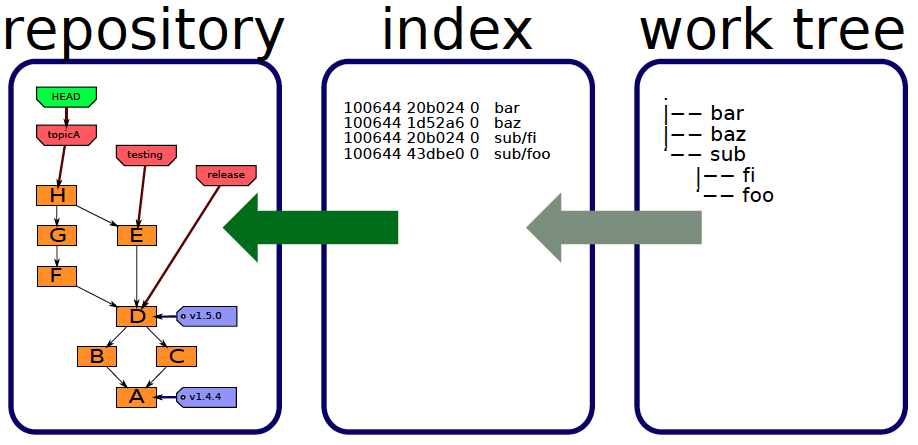 repository
index
work tree
HEAD
topicA
testing
release
H
G
E
F
D
v1.5.0
B
C
A
v1.4.4
100644 20b024 0 bar
100644 1d52a6 0 baz
100644 20b024 0 sub/fi
100644 43dbe0 0 sub/foo
.
|-- bar
|-- baz
`-- sub
|-- fi
`-- foo